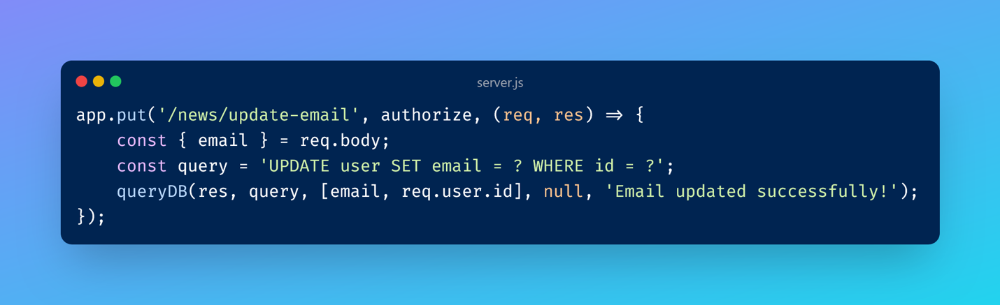 server.js
app.put('/news/update-email', authorize, (req, res) => {
    const { email } = req.body;
    const query = 'UPDATE user SET email = ? WHERE id = ?';
    queryDB(res, query, [email, req.user.id], null, 'Email updated successfully!');
});